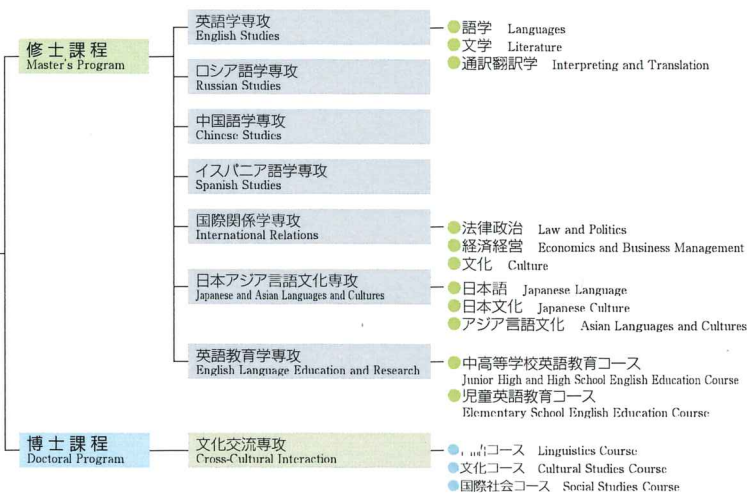 修士課程
Master's Program
英語学専攻
English Studies
語学 Languages
文学 Literature
通訳翻訳学 Interpreting and Translation
ロシア語学専攻
Russian Studies
中国語学専攻
Chinese Studies
イスパニア語学専攻
Spanish Studies
国際関係学専攻
International Relations
法律政治 Law and Politics
経済経営 Economics and Business Management
文化 Culture
日本アジア言語文化専攻
Japanese and Asian Languages and Cultures
日本語 Japanese Language
日本文化 Japanese Culture
アジア言語文化 Asian Languages and Cultures
英語教育学専攻
English Language Education and Research
中高等学校英語教育コース
Junior High and High School English Education Course
児童英語教育コース
Elementary School English Education Course
博士課程
Doctoral Program
文化交流専攻
Cross-Cultural Interaction
コース Linguistics Course
文化コース Cultural Studies Course
国際社会コース Social Studies Course